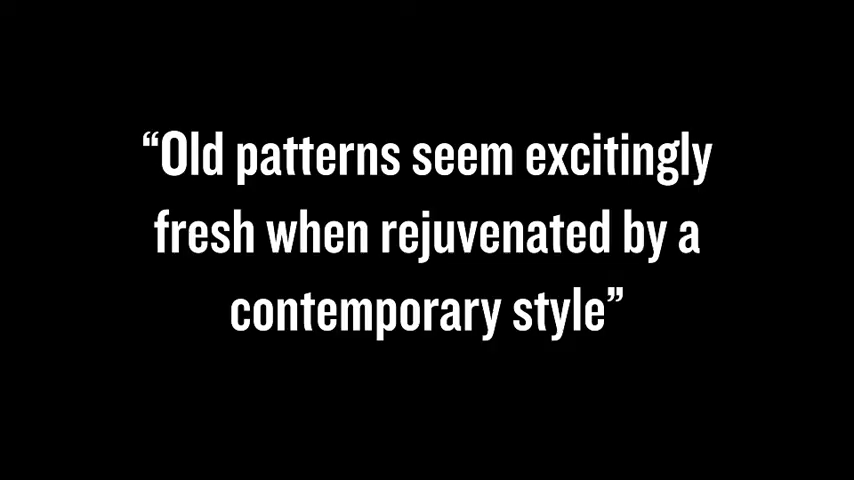 “Old patterns seem excitingly
fresh when rejuvenated by a
contemporary style”